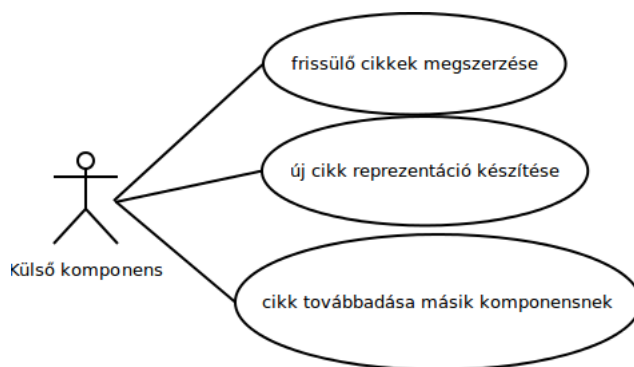 frissülő cikkek megszerzése
új cikk reprezentáció készítése
Külső komponens
cikk továbbadása másik komponensnek